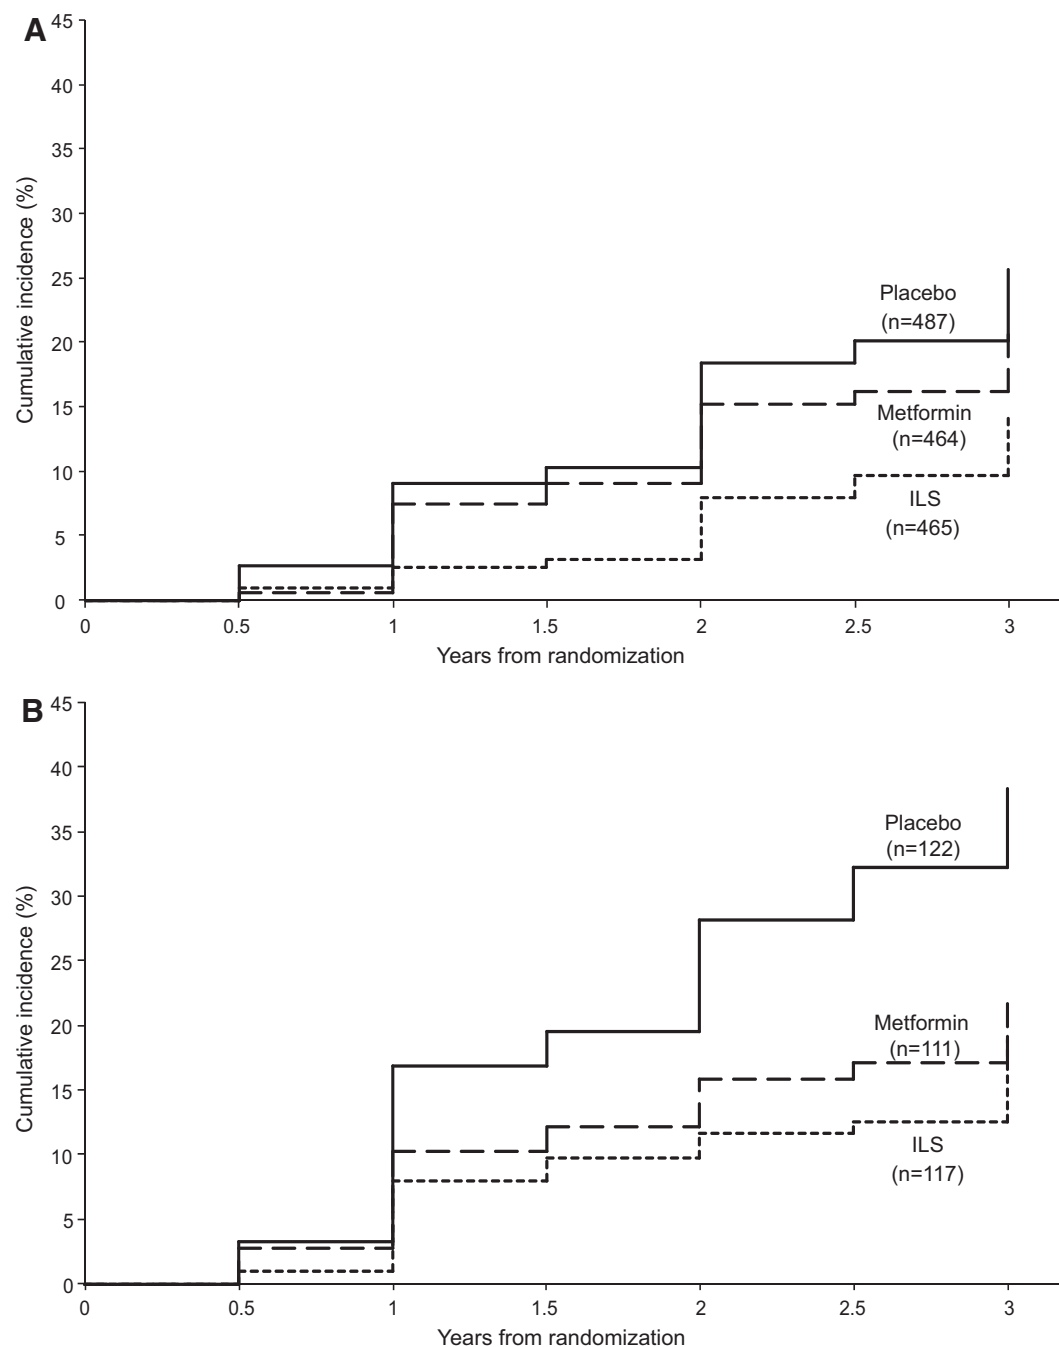 A
45
40
35
30
25
20
15
10
5
0
Cumulative incidence (%)
Placebo
(n=487)
Metformin
(n=464)
ILS
(n=465)
0 0.5 1 1.5 2 2.5 3
Years from randomization
B
45
40
35
30
25
20
15
10
5
0
Cumulative incidence (%)
Placebo
(n=122)
Metformin
(n=111)
ILS
(n=117)
0 0.5 1 1.5 2 2.5 3
Years from randomization